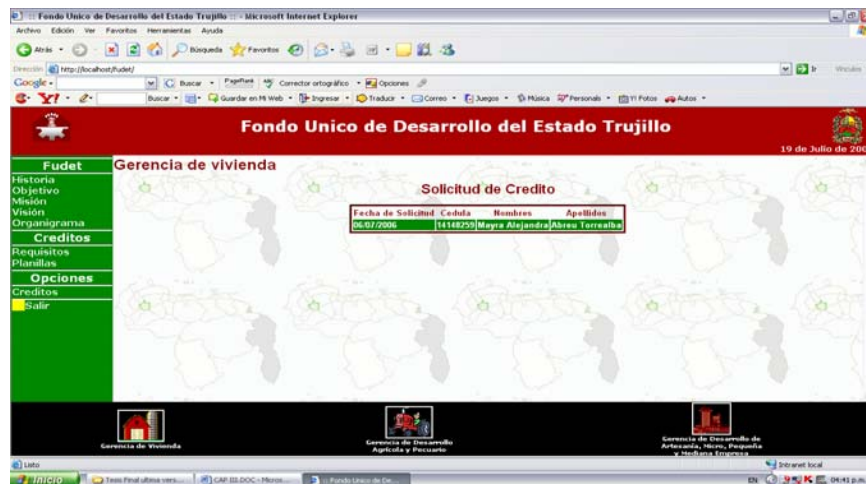 :: Fondo Unico de Desarrollo del Estado Trujillo :: - Microsoft Internet Explorer
Archivo Edición Ver Favoritos Herramientas Ayuda
Atrás Búsqueda Favoritos
Dirección http://localhost/fudet/ Ir Vínculos
Google Buscar PageRank Corrector ortográfico Opciones
Y! Buscar Guardar en Mi Web Ingresar Traducir Correo Juegos Música Personals Y! Fotos Autos
Fondo Unico de Desarrollo del Estado Trujillo
19 de Julio de 200
Fudet
Historia
Objetivo
Misión
Visión
Organigrama
Creditos
Requisitos
Planillas
Opciones
Creditos
Salir
Gerencia de vivienda
Solicitud de Credito
Fecha de Solicitud Cedula Nombres Apellidos
06/07/2006 14148259 Mayra Alejandra Abreu Torrealba
Gerencia de Vivienda
Gerencia de Desarrollo
Agrícola y Pecuario
Gerencia de Desarrollo de
Artesanía, Micro, Pequeña
y Mediana Empresa
Listo Intranet local
Inicio Tesis Final ultima vers... CAP III.DOC - Micros... :: Fondo Unico de De... EN 04:41 p.m.